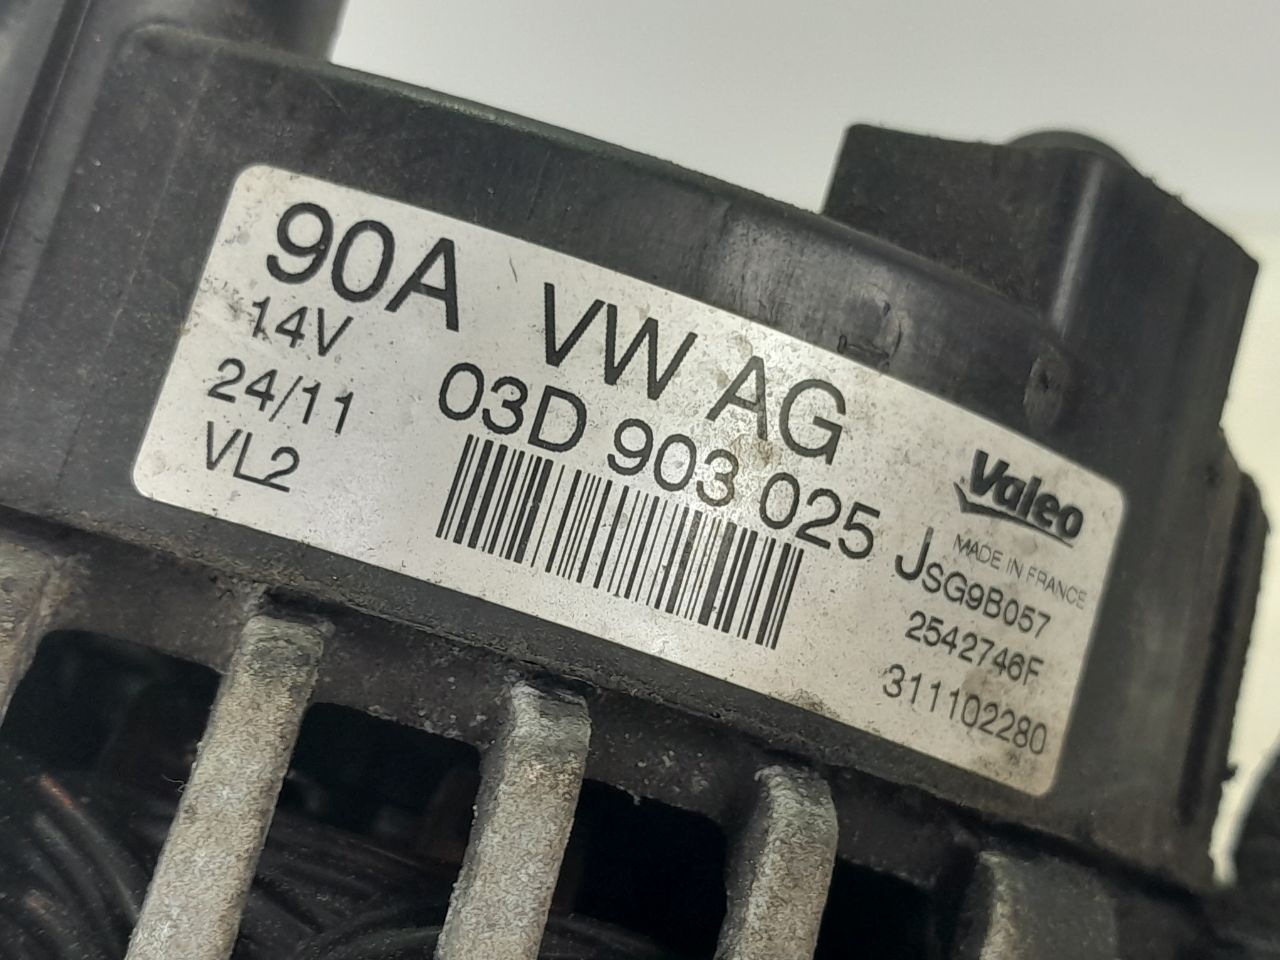 90A VW AG
14V 03D 903 025 J
24/11
VL2
Valeo
MADE IN FRANCE
SG9B057
2542746F
311102280